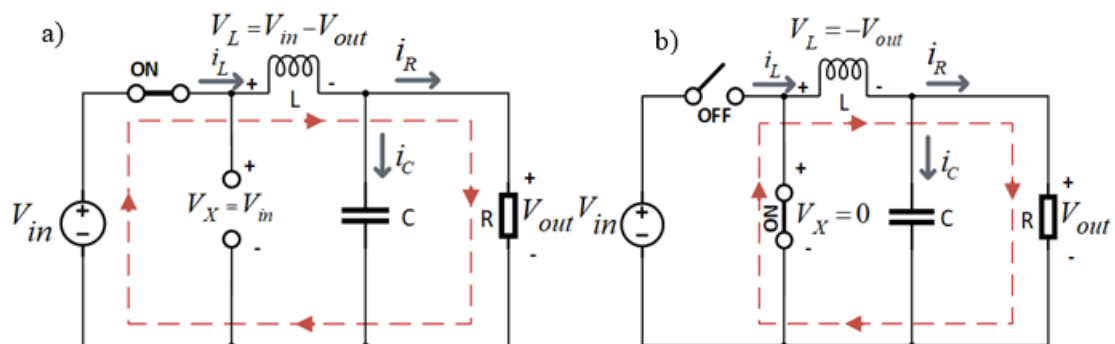 a)
V_L = V_in − V_out
i_L
ON
+
-
L
i_R
i_C
+
V_X = V_in
-
V_in
+
−
C
R
+
V_out
-
b)
V_L = −V_out
i_L
OFF
+
-
L
i_R
i_C
+
ON
V_X = 0
-
V_in
+
−
C
R
+
V_out
-